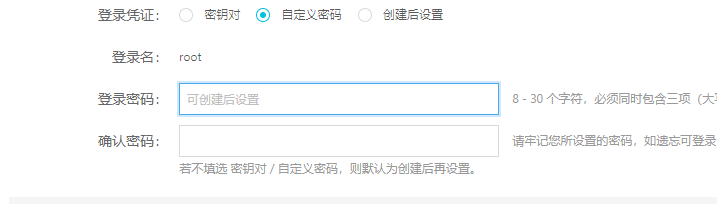 登录凭证： 密钥对 自定义密码 创建后设置
登录名： root
登录密码： 可创建后设置 8 - 30 个字符，必须同时包含三项（大
确认密码： 请牢记您所设置的密码，如遗忘可登录
若不填选 密钥对 / 自定义密码，则默认为创建后再设置。